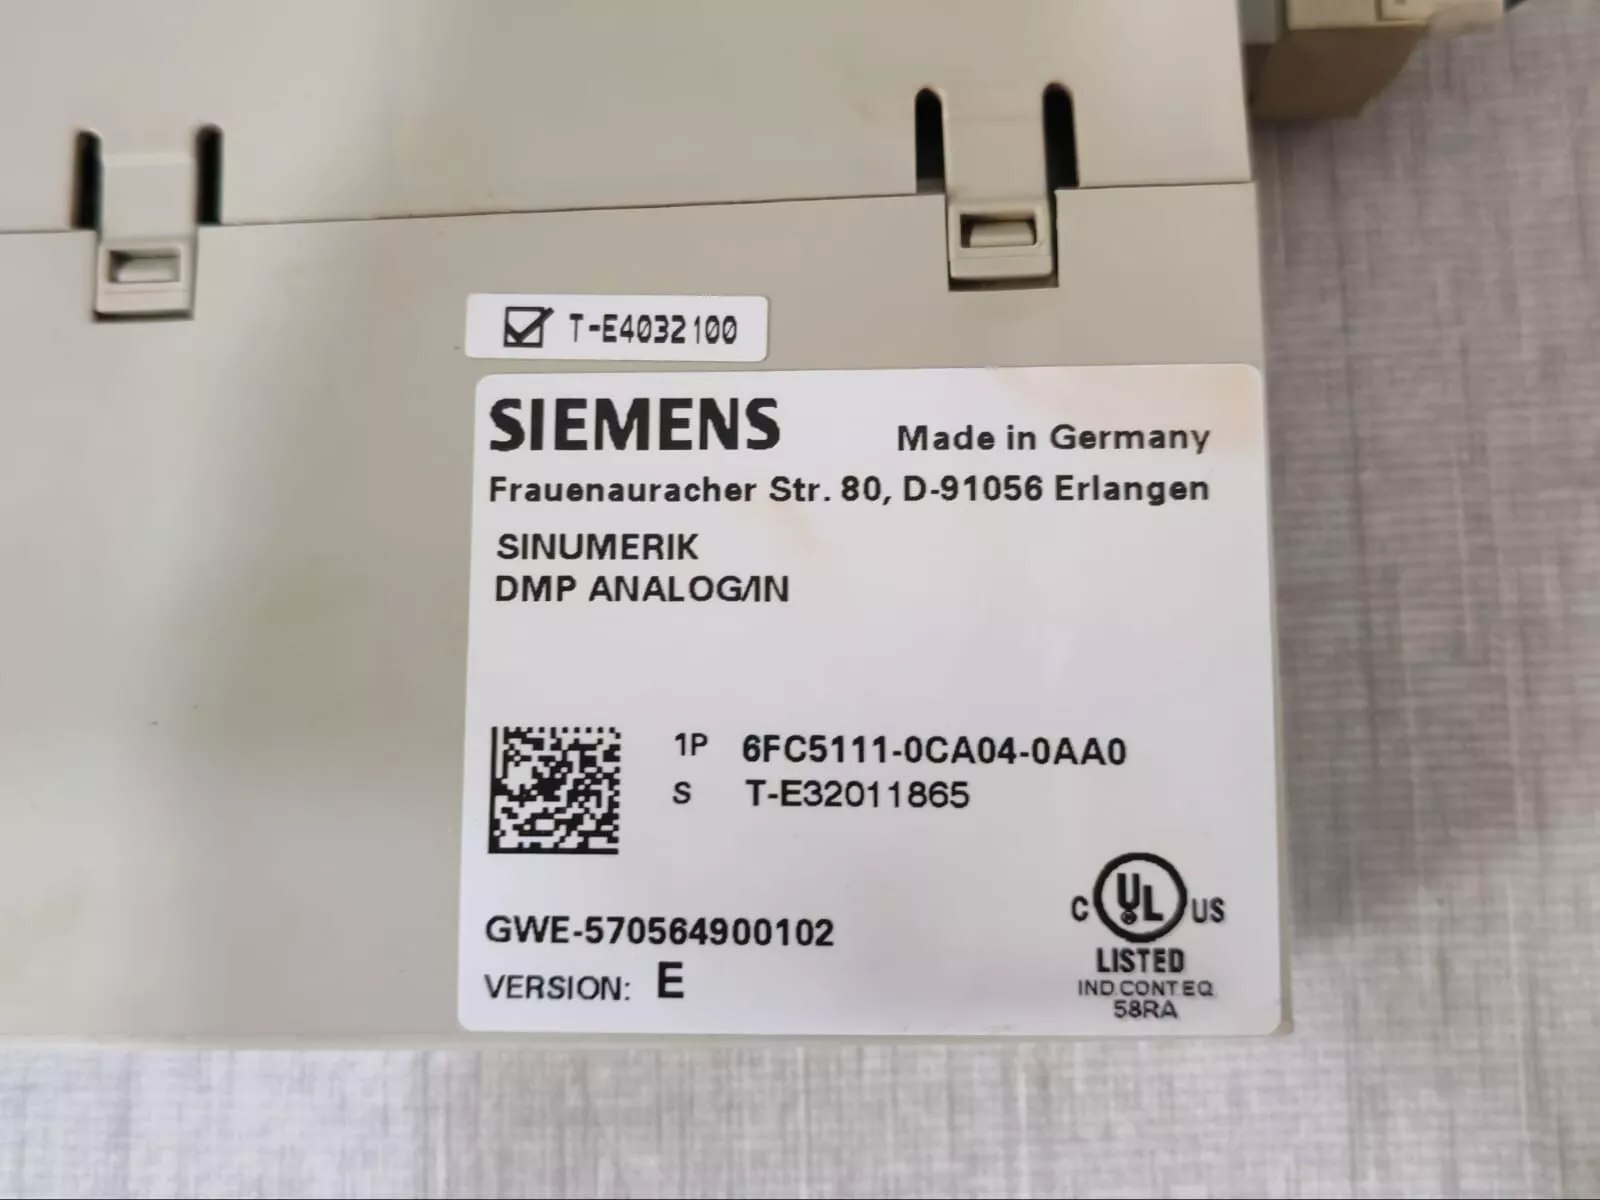 T-E4032100
SIEMENS
Made in Germany
Frauenauracher Str. 80, D-91056 Erlangen
SINUMERIK
DMP ANALOG/IN
1P 6FC5111-0CA04-0AA0
S T-E32011865
GWE-570564900102
VERSION: E
C UL US
LISTED
IND.CONT.EQ
58RA